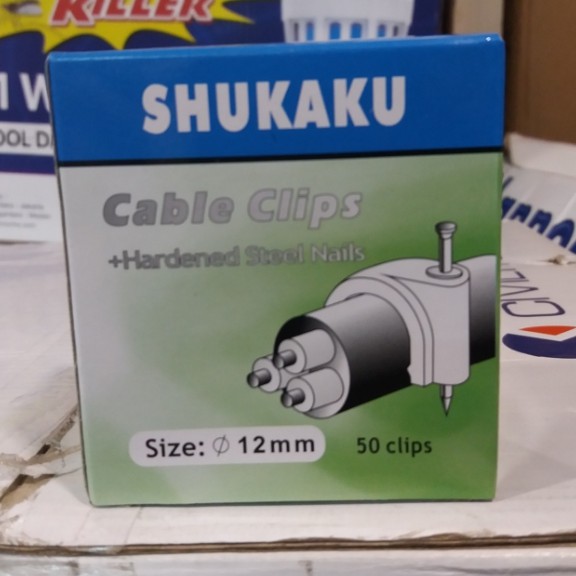 KILLER
SHUKAKU
Cable Clips
+Hardened Steel Nails
Size: ∅ 12mm
50 clips